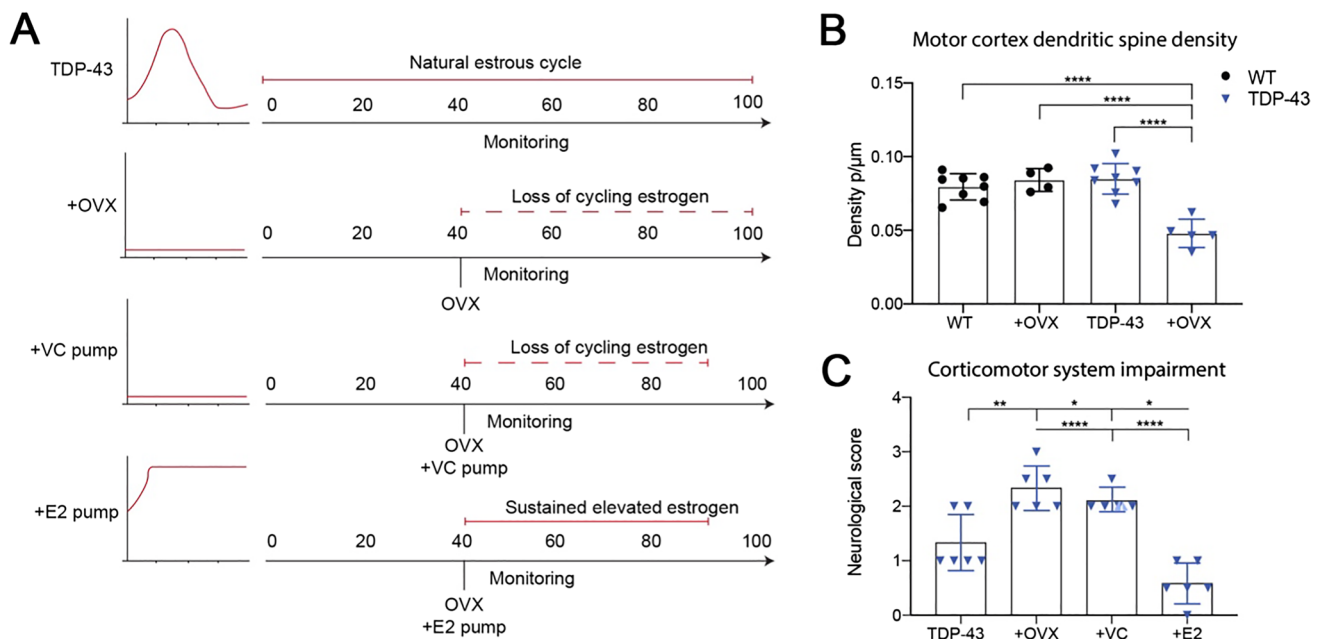 A
TDP-43
Natural estrous cycle
0 20 40 60 80 100
Monitoring
+OVX
Loss of cycling estrogen
0 20 40 60 80 100
Monitoring
OVX
+VC pump
Loss of cycling estrogen
0 20 40 60 80 100
Monitoring
OVX
+VC pump
+E2 pump
Sustained elevated estrogen
0 20 40 60 80 100
Monitoring
OVX
+E2 pump
B
Motor cortex dendritic spine density
WT
TDP-43
****
****
****
Density p/μm
0.15
0.10
0.05
0.00
WT +OVX TDP-43 +OVX
C
Corticomotor system impairment
Neurological score
** * *
**** ****
4
3
2
1
0
TDP-43 +OVX +VC +E2